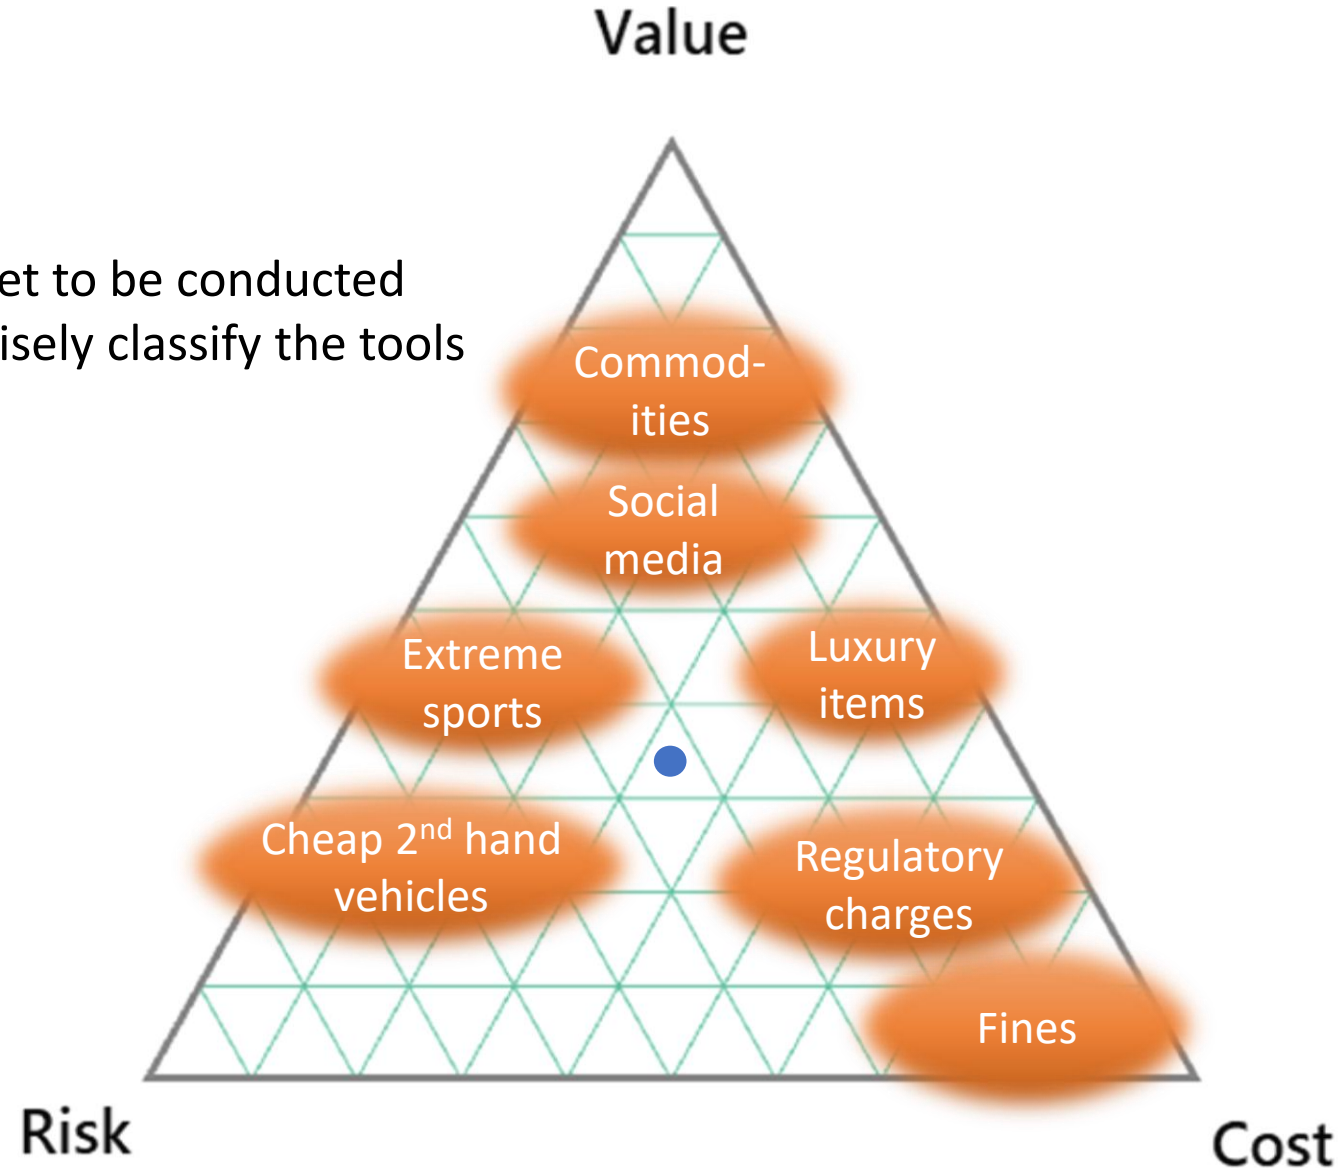 Value
et to be conducted
isely classify the tools
Commod-
ities
Social
media
Extreme
sports
Luxury
items
Cheap 2nd hand
vehicles
Regulatory
charges
Fines
Risk
Cost